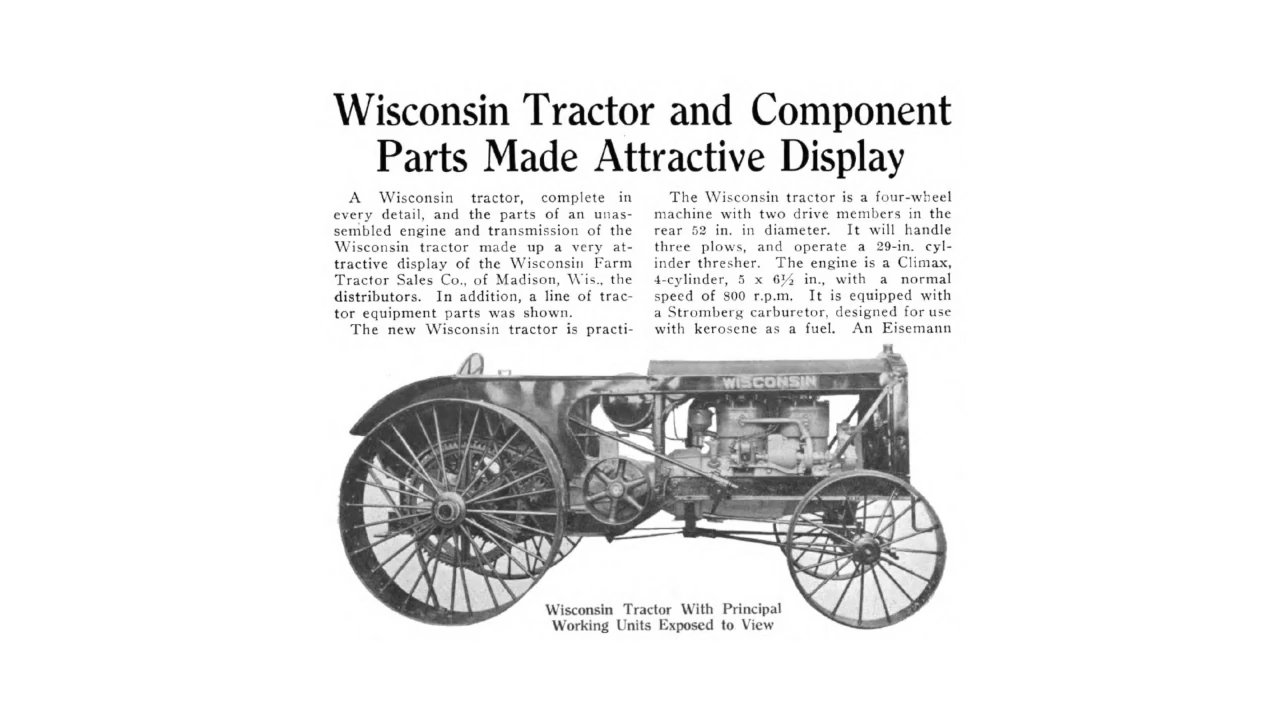 Wisconsin Tractor and Component
Parts Made Attractive Display
A Wisconsin tractor, complete in
every detail, and the parts of an unas-
sembled engine and transmission of the
Wisconsin tractor made up a very at-
tractive display of the Wisconsin Farm
Tractor Sales Co., of Madison, Wis., the
distributors. In addition, a line of trac-
tor equipment parts was shown.
The new Wisconsin tractor is practi-
The Wisconsin tractor is a four-wheel
machine with two drive members in the
rear 52 in. in diameter. It will handle
three plows, and operate a 29-in. cyl-
inder thresher. The engine is a Climax,
4-cylinder, 5 x 6½ in., with a normal
speed of 800 r.p.m. It is equipped with
a Stromberg carburetor, designed for use
with kerosene as a fuel. An Eisemann
WISCONSIN
Wisconsin Tractor With Principal
Working Units Exposed to View